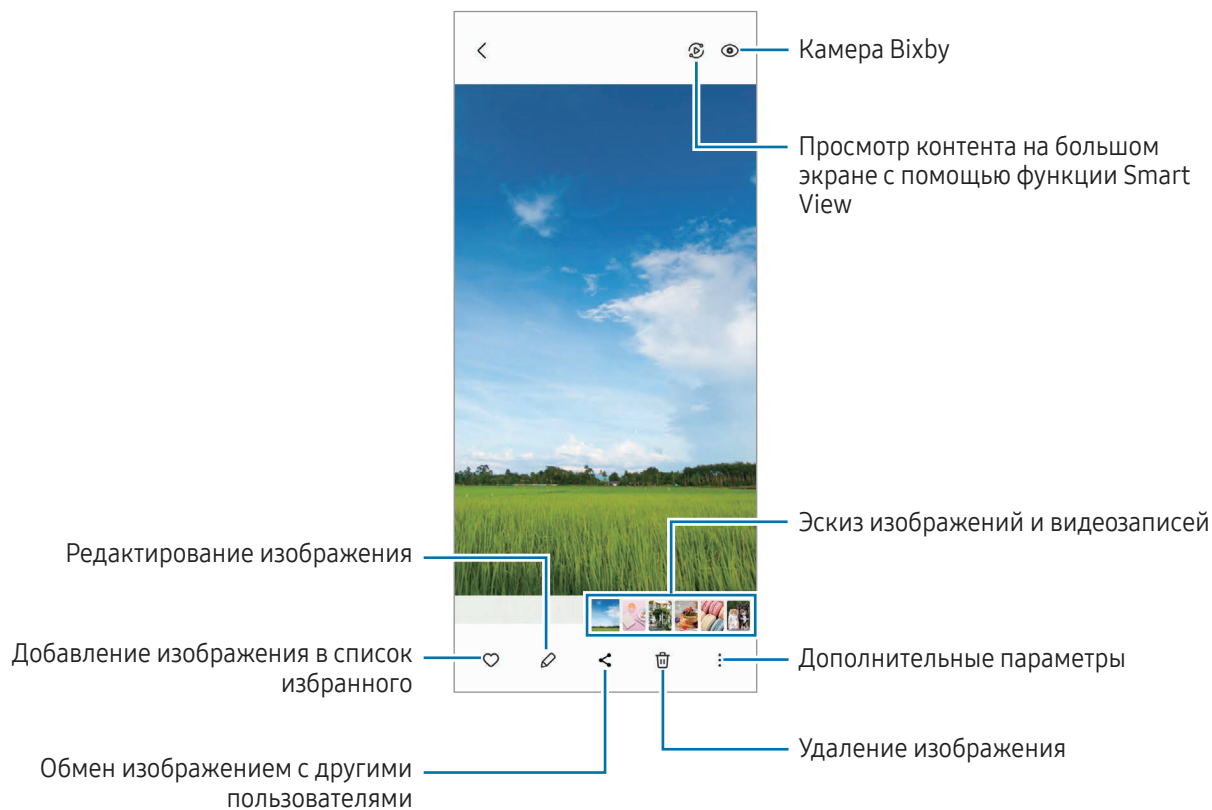 Камера Bixby
Просмотр контента на большом
экране с помощью функции Smart
View
Эскиз изображений и видеозаписей
Редактирование изображения
Добавление изображения в список
избранного
Дополнительные параметры
Удаление изображения
Обмен изображением с другими
пользователями